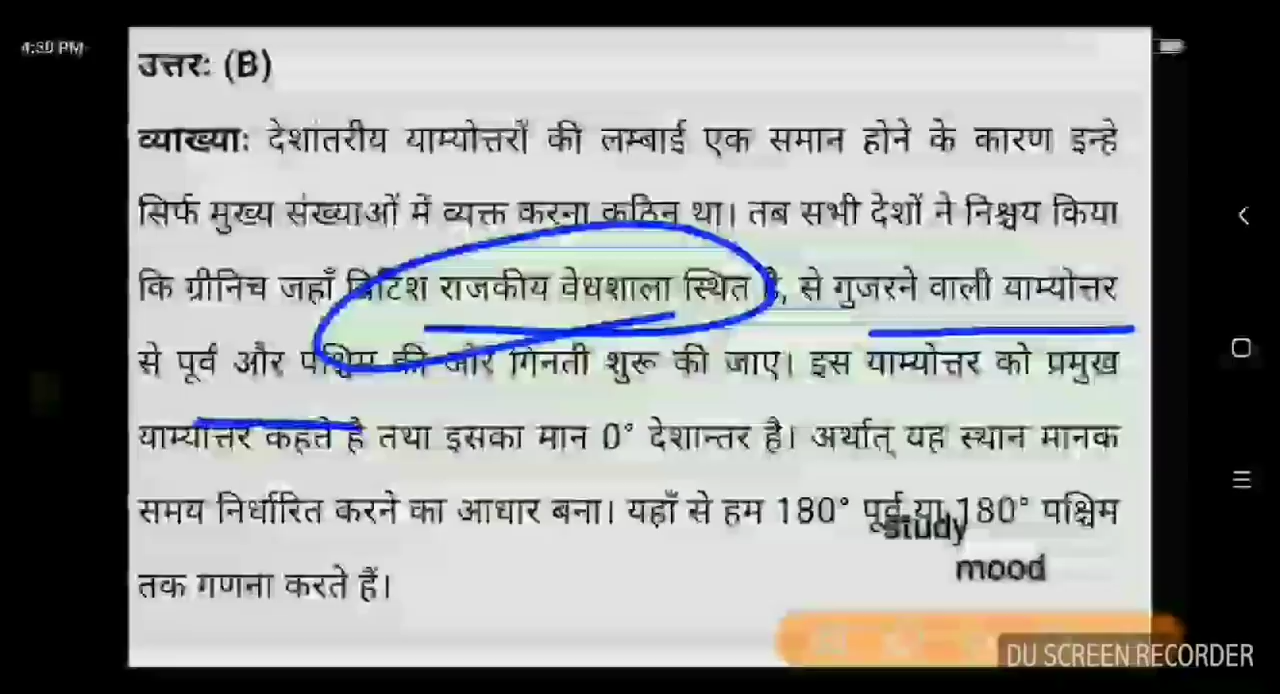 4:30 PM
उत्तरः (B)
व्याख्याः देशांतरीय याम्योत्तरों की लम्बाई एक समान होने के कारण इन्हे
सिर्फ मुख्य संख्याओं में व्यक्त करना कठिन था। तब सभी देशों ने निश्चय किया
कि ग्रीनिच जहाँ ब्रिटिश राजकीय वेधशाला स्थित है, से गुजरने वाली याम्योत्तर
से पूर्व और पश्चिम की ओर गिनती शुरू की जाए। इस याम्योत्तर को प्रमुख
याम्योत्तर कहते है तथा इसका मान 0° देशान्तर है। अर्थात् यह स्थान मानक
समय निर्धारित करने का आधार बना। यहाँ से हम 180° पूर्व या 180° पश्चिम
study
mood
तक गणना करते हैं।
DU SCREEN RECORDER